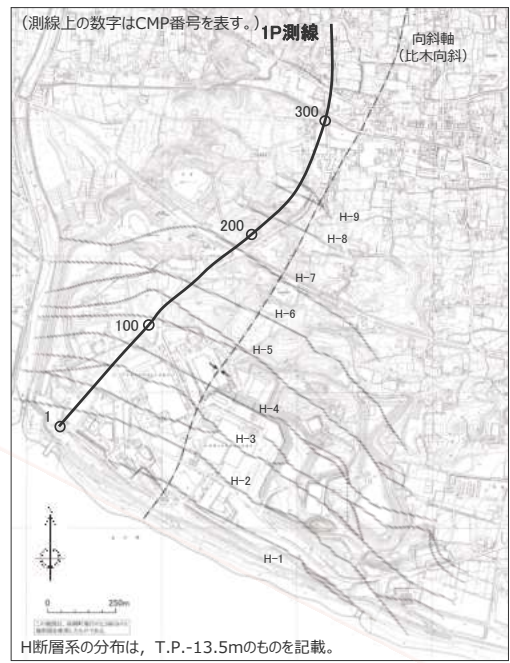 (測線上の数字はCMP番号を表す。)
1P測線
向斜軸
(比木向斜)
300
H-9
200
H-8
H-7
H-6
100
H-5
H-4
1
H-3
H-2
H-1
0
250m
H断層系の分布は，T.P.-13.5mのものを記載。